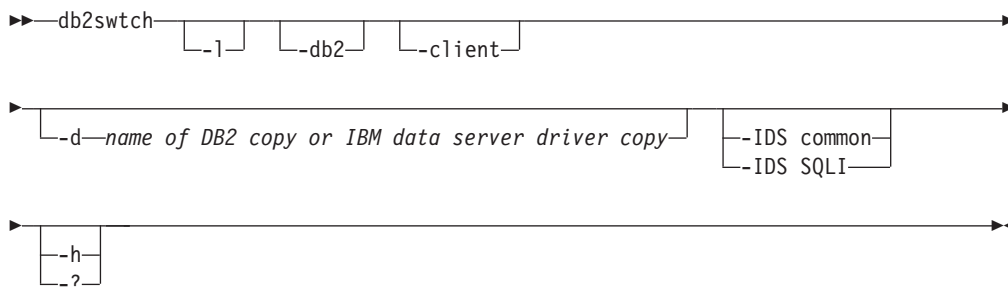 db2swtch
-l -db2 -client
-d name of DB2 copy or IBM data server driver copy -IDS common
-IDS SQLI
-h
-?